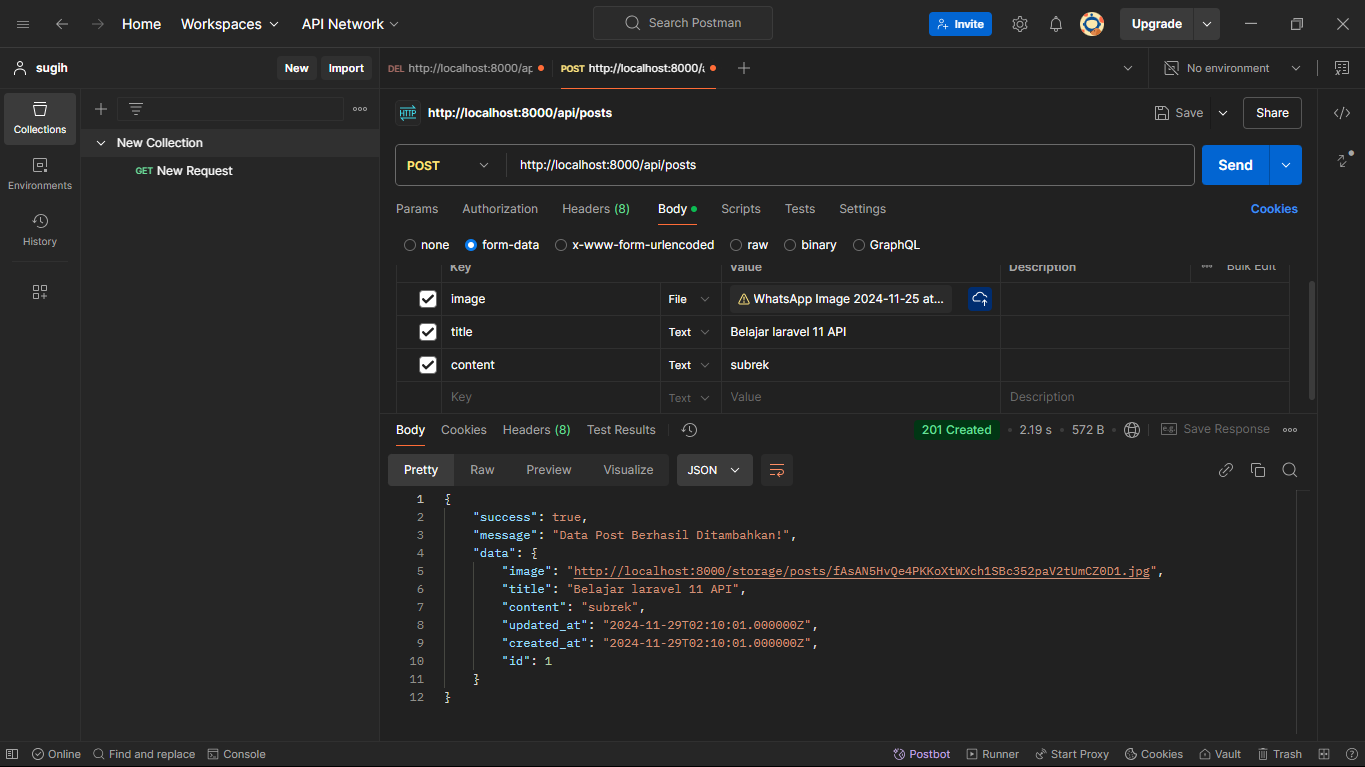 Home Workspaces API Network Search Postman Invite Upgrade
sugih New Import DEL http://localhost:8000/ap POST http://localhost:8000/a No environment
Collections
Environments
History
New Collection
GET New Request
HTTP http://localhost:8000/api/posts Save Share
POST http://localhost:8000/api/posts Send
Params Authorization Headers (8) Body Scripts Tests Settings Cookies
none form-data x-www-form-urlencoded raw binary GraphQL
Key Value Description Bulk Edit
image File WhatsApp Image 2024-11-25 at...
title Text Belajar laravel 11 API
content Text subrek
Key Text Value Description
Body Cookies Headers (8) Test Results 201 Created 2.19 s 572 B e.g. Save Response
Pretty Raw Preview Visualize JSON
1 {
2 "success": true,
3 "message": "Data Post Berhasil Ditambahkan!",
4 "data": {
5 "image": "http://localhost:8000/storage/posts/fAsAN5HvQe4PKKoXtWXch1SBc352paV2tUmCZ0D1.jpg",
6 "title": "Belajar laravel 11 API",
7 "content": "subrek",
8 "updated_at": "2024-11-29T02:10:01.000000Z",
9 "created_at": "2024-11-29T02:10:01.000000Z",
10 "id": 1
11 }
12 }
Online Find and replace Console Postbot Runner Start Proxy Cookies Vault Trash